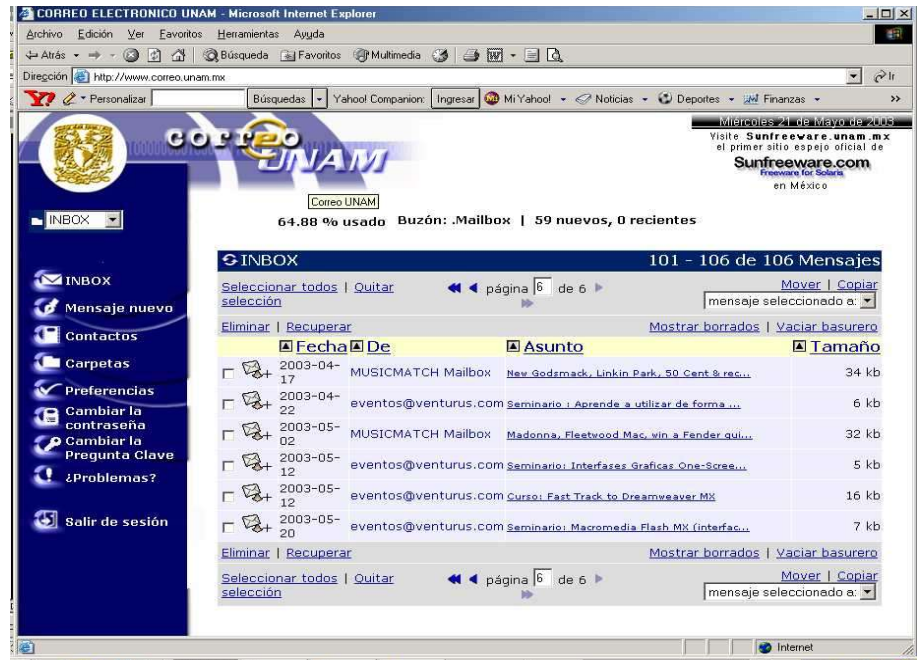 CORREO ELECTRONICO UNAM - Microsoft Internet Explorer
Archivo Edición Ver Favoritos Herramientas Ayuda
Atrás Búsqueda Favoritos Multimedia
Dirección http://www.correo.unam.mx Ir
Y! Personalizar Búsquedas Yahoo! Companion: Ingresar Mi Yahoo! Noticias Deportes Finanzas »
Miércoles 21 de Mayo de 2003
Visite Sunfreeware.unam.mx
el primer sitio espejo oficial de
Sunfreeware.com
Freeware for Solaris
en México
correo
UNAM
Correo UNAM
64.88 % usado Buzón: .Mailbox | 59 nuevos, 0 recientes
INBOX
INBOX
Mensaje nuevo
Contactos
Carpetas
Preferencias
Cambiar la
contraseña
Cambiar la
Pregunta Clave
¿Problemas?
Salir de sesión
INBOX 101 - 106 de 106 Mensajes
Seleccionar todos | Quitar
selección
página 6 de 6
Mover | Copiar
mensaje seleccionado a:
Eliminar | Recuperar Mostrar borrados | Vaciar basurero
Fecha De Asunto Tamaño
2003-04-
17
MUSICMATCH Mailbox New Godsmack, Linkin Park, 50 Cent & rec... 34 kb
2003-04-
22
eventos@venturus.com Seminario : Aprende a utilizar de forma ... 6 kb
2003-05-
02
MUSICMATCH Mailbox Madonna, Fleetwood Mac, win a Fender gui... 32 kb
2003-05-
12
eventos@venturus.com Seminario: Interfases Graficas One-Scree... 5 kb
2003-05-
12
eventos@venturus.com Curso: Fast Track to Dreamweaver MX 16 kb
2003-05-
20
eventos@venturus.com Seminario: Macromedia Flash MX (interfac... 7 kb
Eliminar | Recuperar Mostrar borrados | Vaciar basurero
Seleccionar todos | Quitar
selección
página 6 de 6
Mover | Copiar
mensaje seleccionado a:
Internet